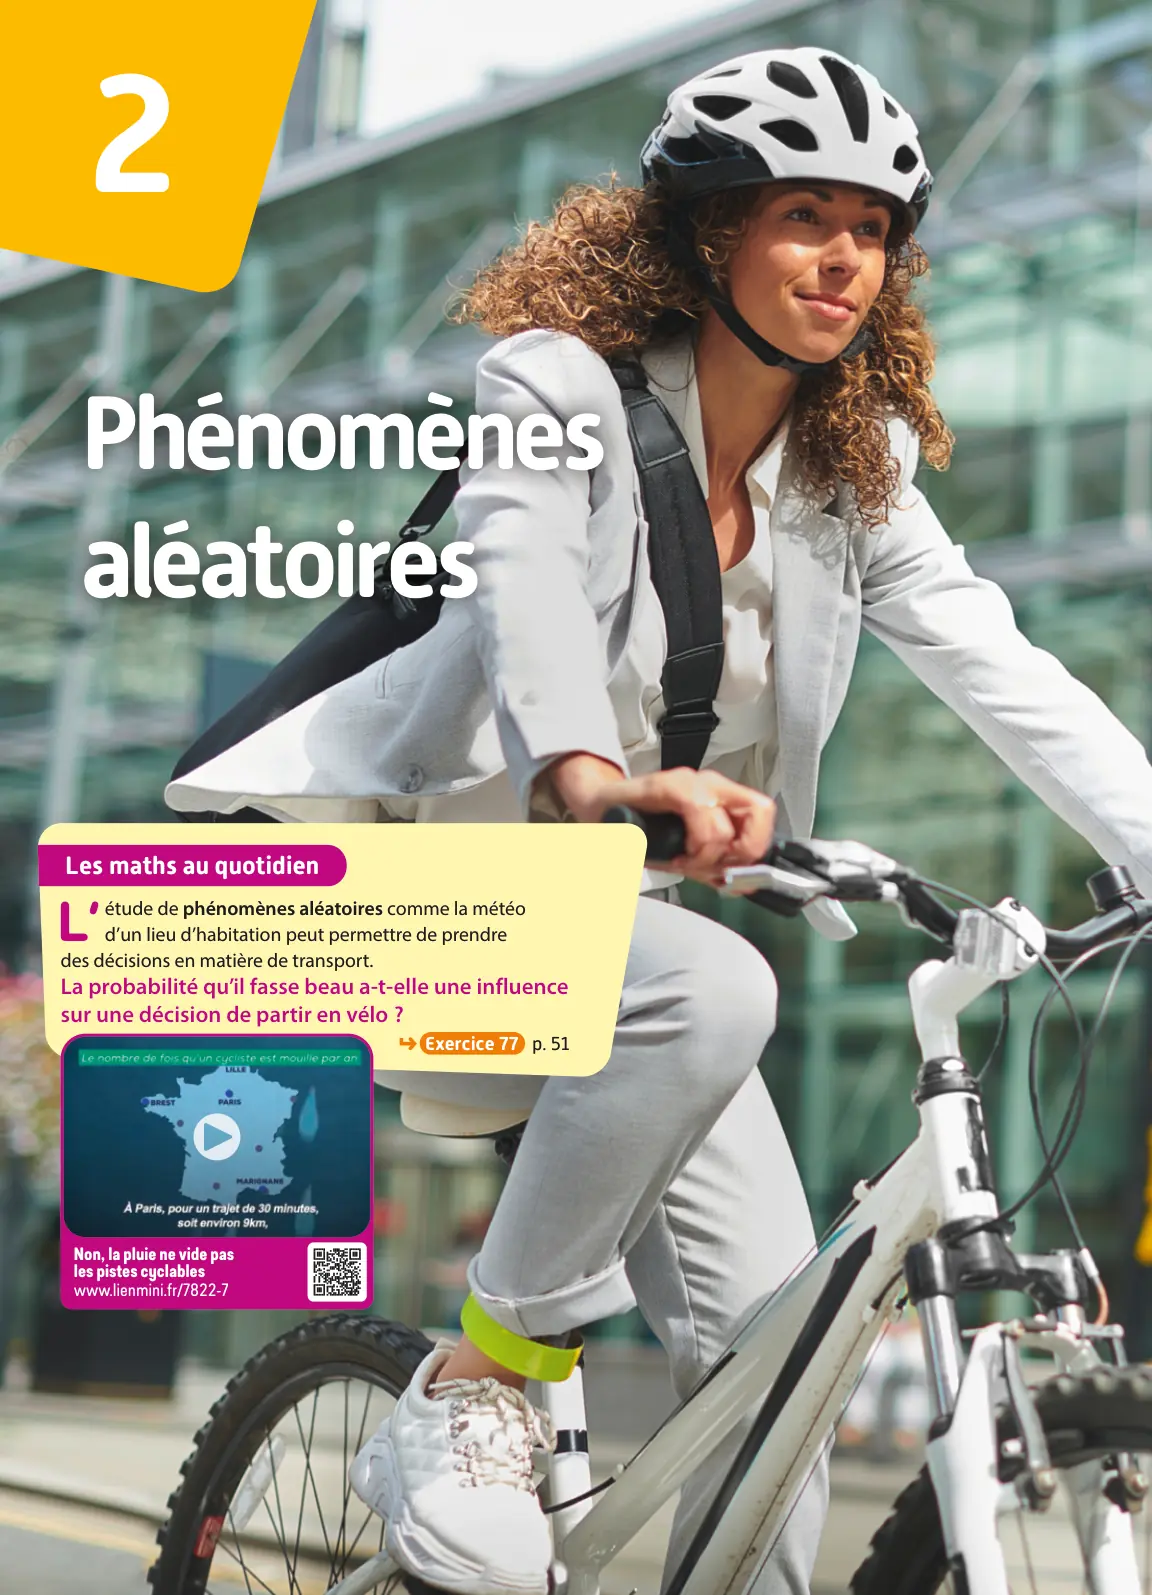 2
Phénomènes
aléatoires
Les maths au quotidien
L'étude de phénomènes aléatoires comme la météo
d'un lieu d'habitation peut permettre de prendre
des décisions en matière de transport.
La probabilité qu'il fasse beau a-t-elle une influence
sur une décision de partir en vélo ?
↪ Exercice 77 p. 51
Le nombre de fois qu'un cycliste est mouillé par an
LILLE
BREST
PARIS
MARIGNANE
À Paris, pour un trajet de 30 minutes,
soit environ 9km,
Non, la pluie ne vide pas
les pistes cyclables
www.lienmini.fr/7822-7